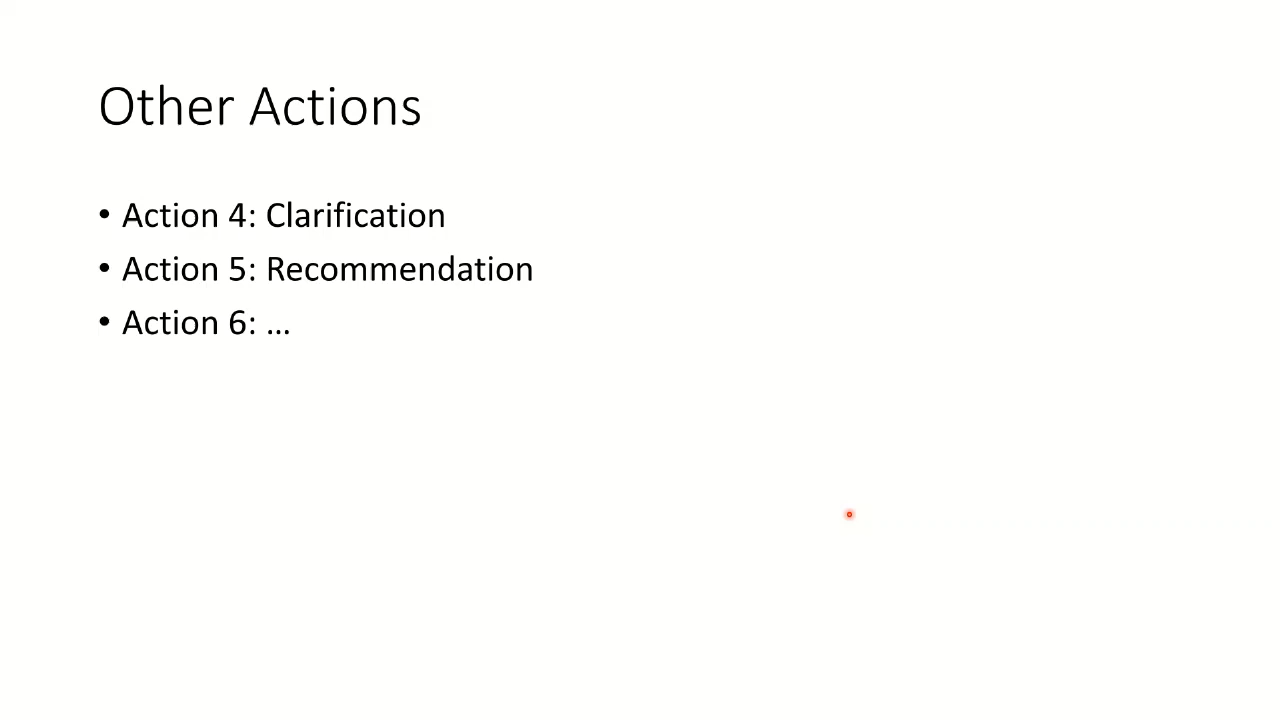 Other Actions
• Action 4: Clarification
• Action 5: Recommendation
• Action 6: …